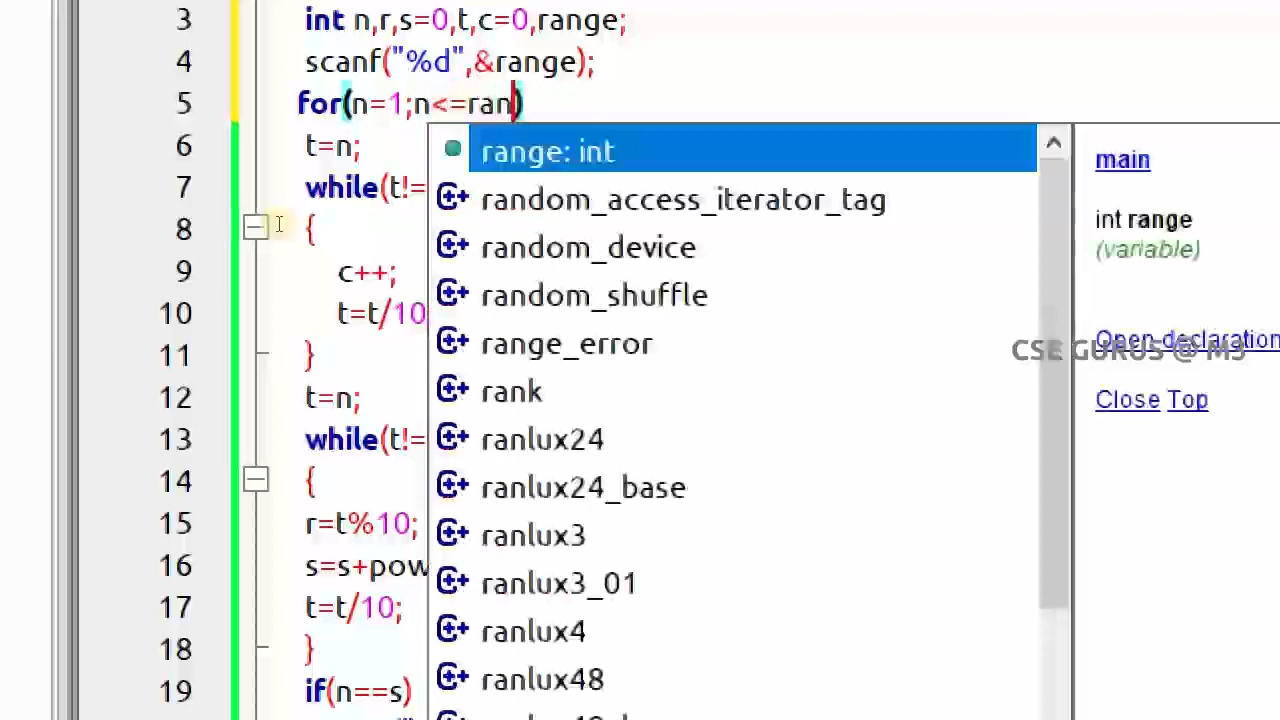 3 int n,r,s=0,t,c=0,range;
4 scanf("%d",&range);
5 for(n=1;n<=ran)
6 t=n;
7 while(t!=
8 {
9 c++;
10 t=t/10
11 }
12 t=n;
13 while(t!=
14 {
15 r=t%10;
16 s=s+pow
17 t=t/10;
18 }
19 if(n==s)
range: int
random_access_iterator_tag
random_device
random_shuffle
range_error
rank
ranlux24
ranlux24_base
ranlux3
ranlux3_01
ranlux4
ranlux48
main
int range
(variable)
Open declaration
Close Top
CSE GURUS @ M3